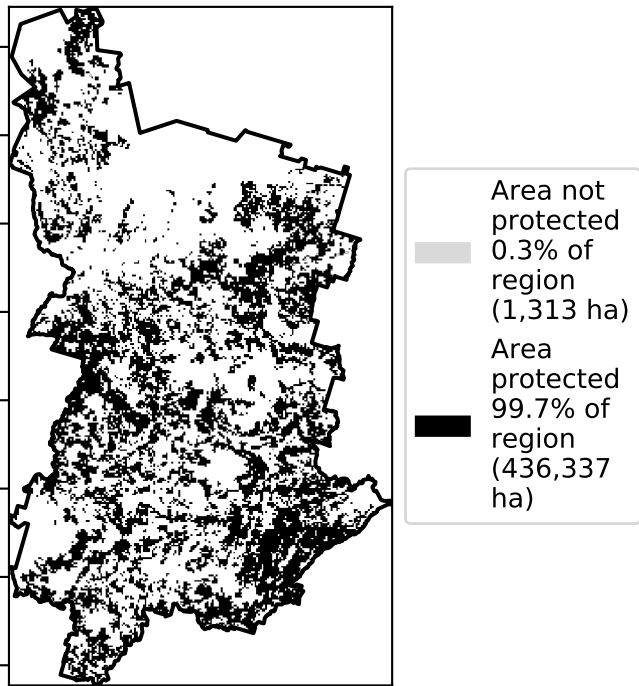 Area not
protected
0.3% of
region
(1,313 ha)
Area
protected
99.7% of
region
(436,337
ha)